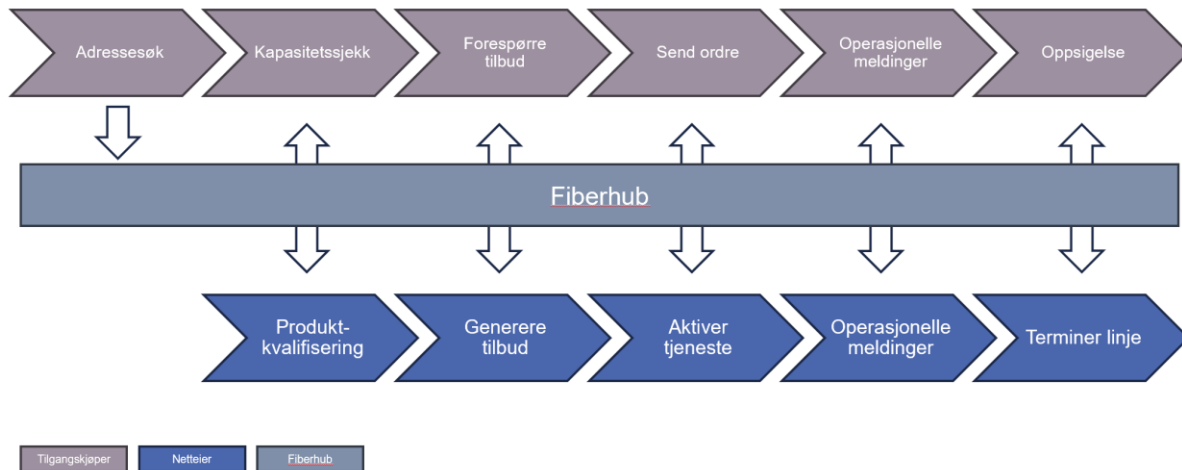 Adressesøk
Kapasitetssjekk
Forespørre
tilbud
Send ordre
Operasjonelle
meldinger
Oppsigelse
Fiberhub
Produkt-
kvalifisering
Generere
tilbud
Aktiver
tjeneste
Operasjonelle
meldinger
Terminer linje
Tilgangskjøper
Netteier
Fiberhub